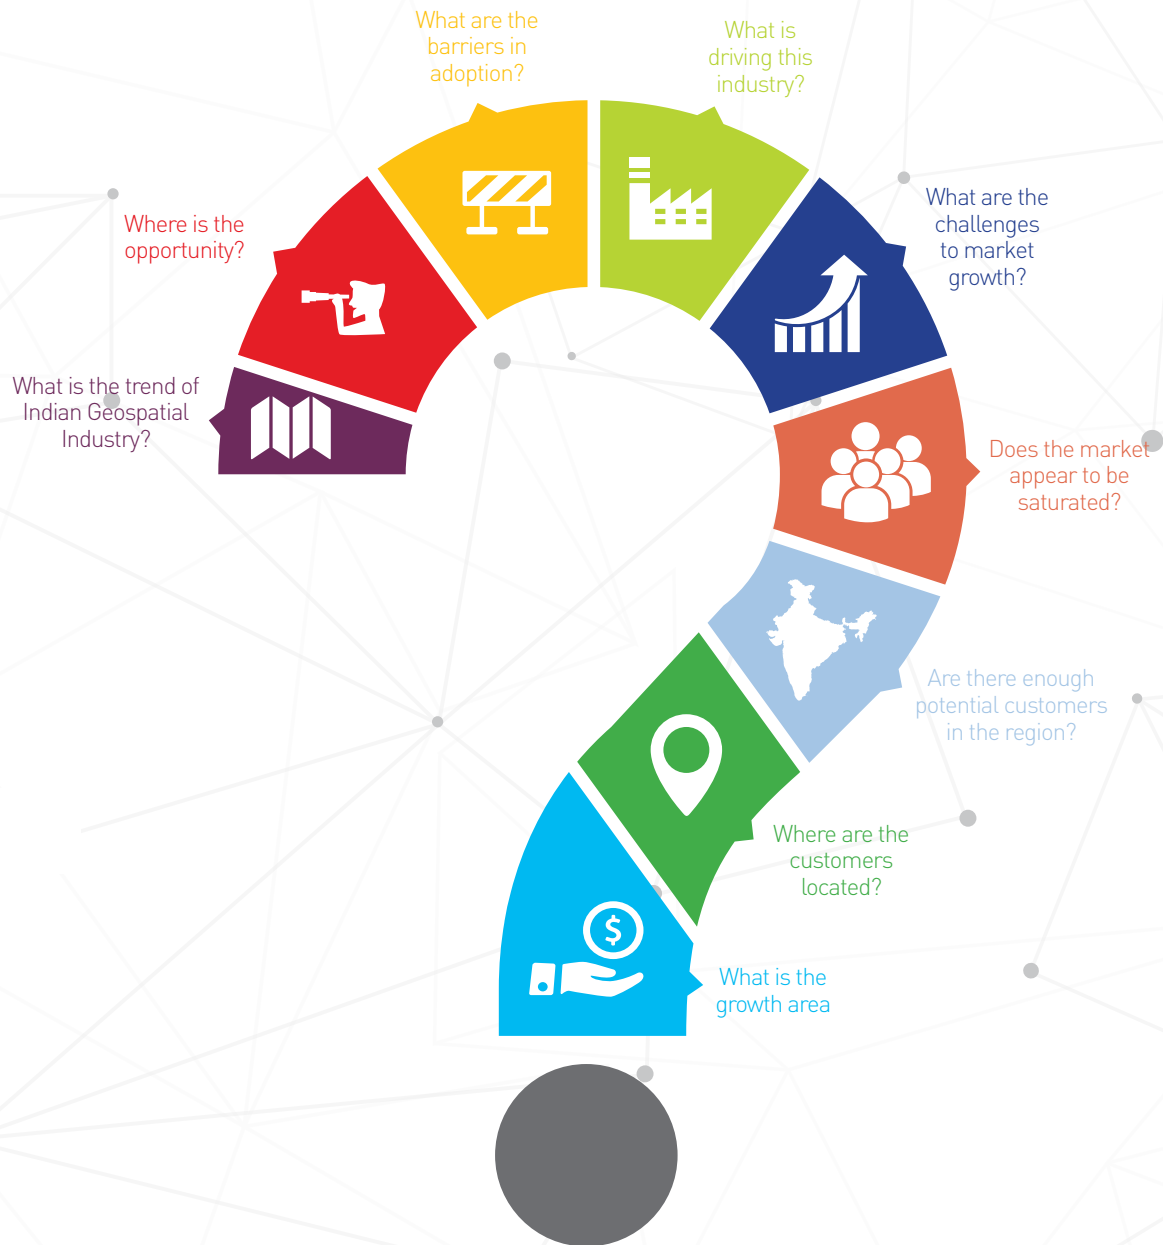 What are the
barriers in
adoption?
What is
driving this
industry?
Where is the
opportunity?
What are the
challenges
to market
growth?
What is the trend of
Indian Geospatial
Industry?
Does the market
appear to be
saturated?
Are there enough
potential customers
in the region?
Where are the
customers
located?
$
What is the
growth area